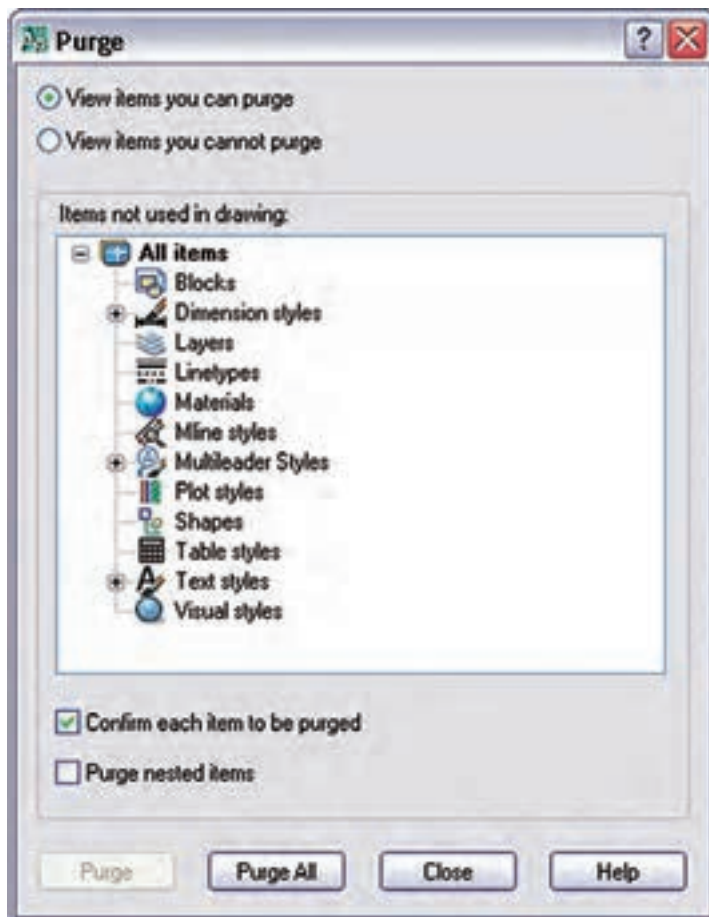 Purge
View items you can purge
View items you cannot purge
Items not used in drawing:
All items
Blocks
Dimension styles
Layers
Linetypes
Materials
Mline styles
Multileader Styles
Plot styles
Shapes
Table styles
Text styles
Visual styles
Confirm each item to be purged
Purge nested items
Purge Purge All Close Help